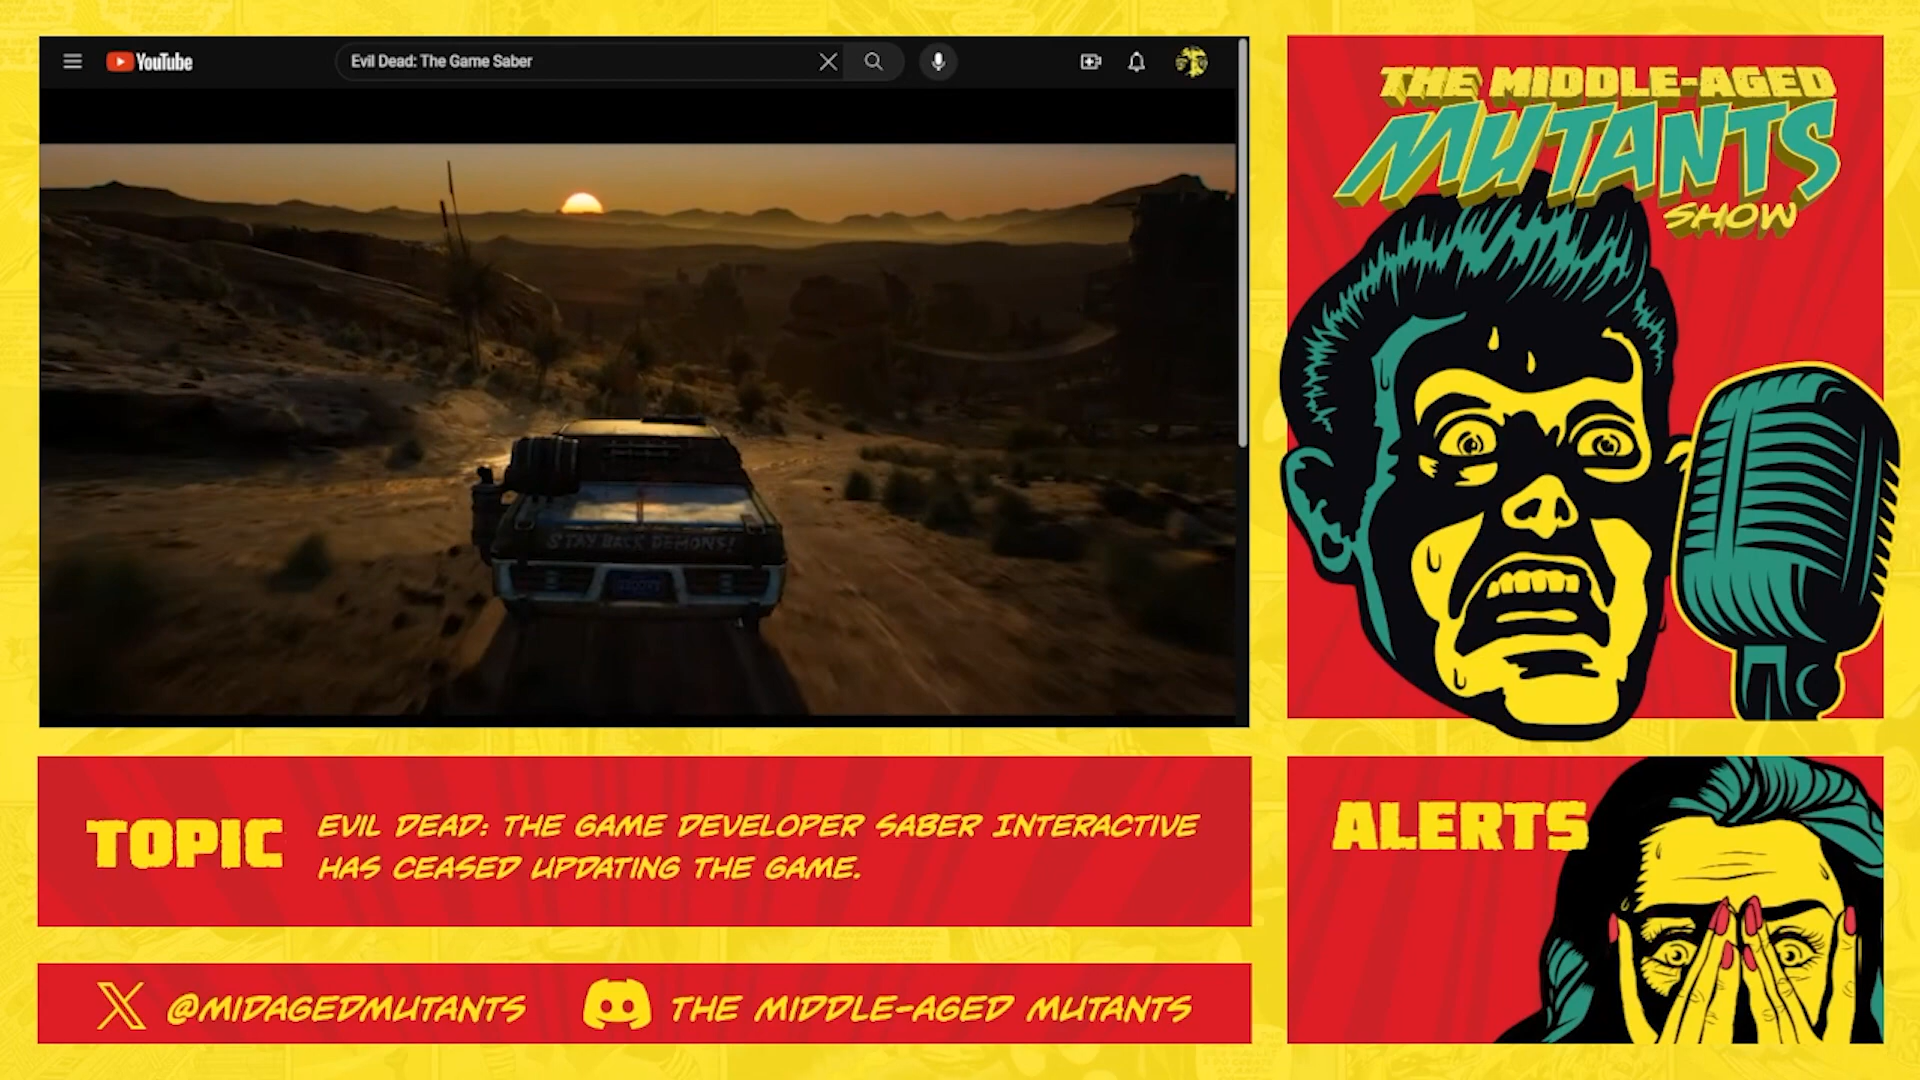 YouTube
Evil Dead: The Game Saber
THE MIDDLE-AGED
MUTANTS
SHOW
STAY BACK DEMONS!
TOPIC
EVIL DEAD: THE GAME DEVELOPER SABER INTERACTIVE
HAS CEASED UPDATING THE GAME.
ALERTS
@MIDAGEDMUTANTS
THE MIDDLE-AGED MUTANTS